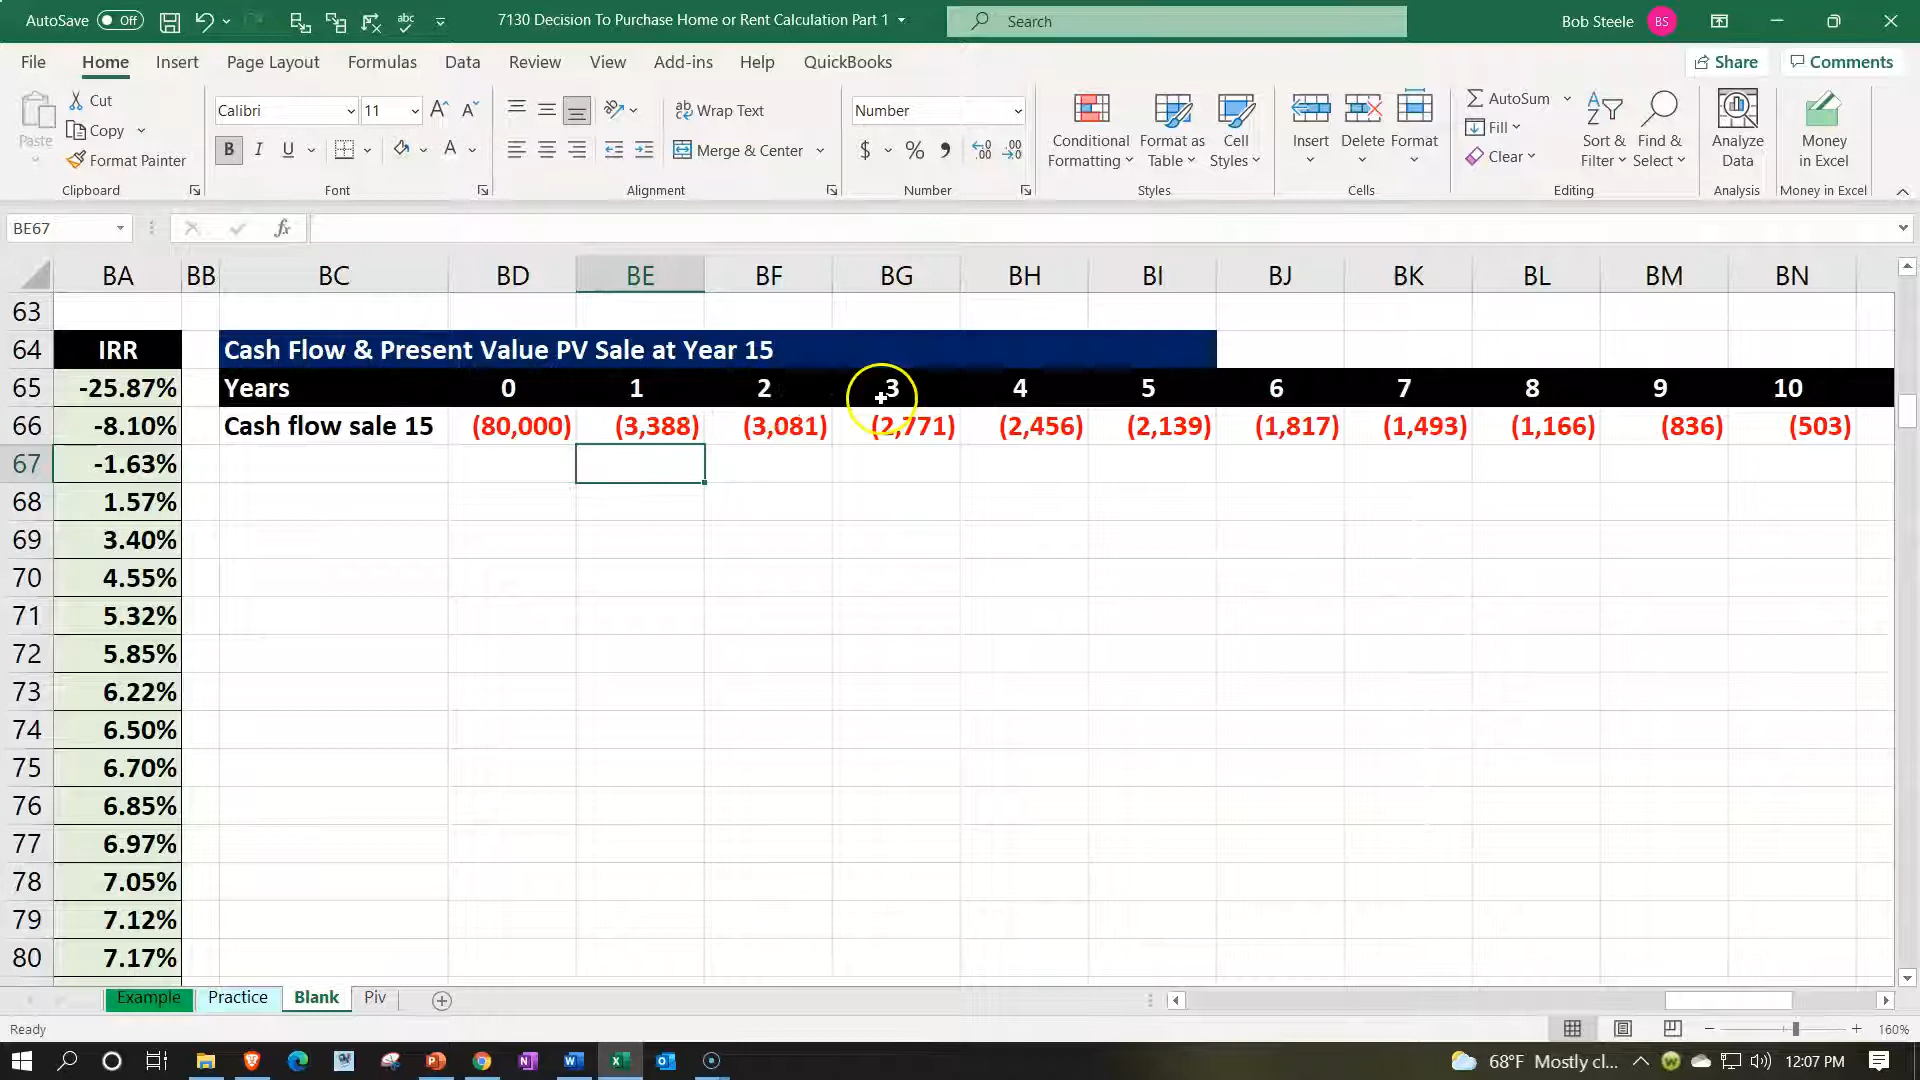 AutoSave Off 7130 Decision To Purchase Home or Rent Calculation Part 1 Search Bob Steele BS
File Home Insert Page Layout Formulas Data Review View Add-ins Help QuickBooks Share Comments
Paste Cut Copy Format Painter Clipboard
Calibri 11 B I U A Font
Wrap Text Merge & Center Alignment
Number $ % Number
Conditional Formatting Format as Table Cell Styles Styles
Insert Delete Format Cells
AutoSum Fill Clear Sort & Filter Find & Select Editing
Analyze Data Analysis
Money in Excel Money in Excel
BE67 fx
BA BB BC BD BE BF BG BH BI BJ BK BL BM BN
63
64 IRR Cash Flow & Present Value PV Sale at Year 15
65 -25.87% Years 0 1 2 3 4 5 6 7 8 9 10
66 -8.10% Cash flow sale 15 (80,000) (3,388) (3,081) (2,771) (2,456) (2,139) (1,817) (1,493) (1,166) (836) (503)
67 -1.63%
68 1.57%
69 3.40%
70 4.55%
71 5.32%
72 5.85%
73 6.22%
74 6.50%
75 6.70%
76 6.85%
77 6.97%
78 7.05%
79 7.12%
80 7.17%
Example Practice Blank Piv
Ready 160%
68°F Mostly cl... 12:07 PM